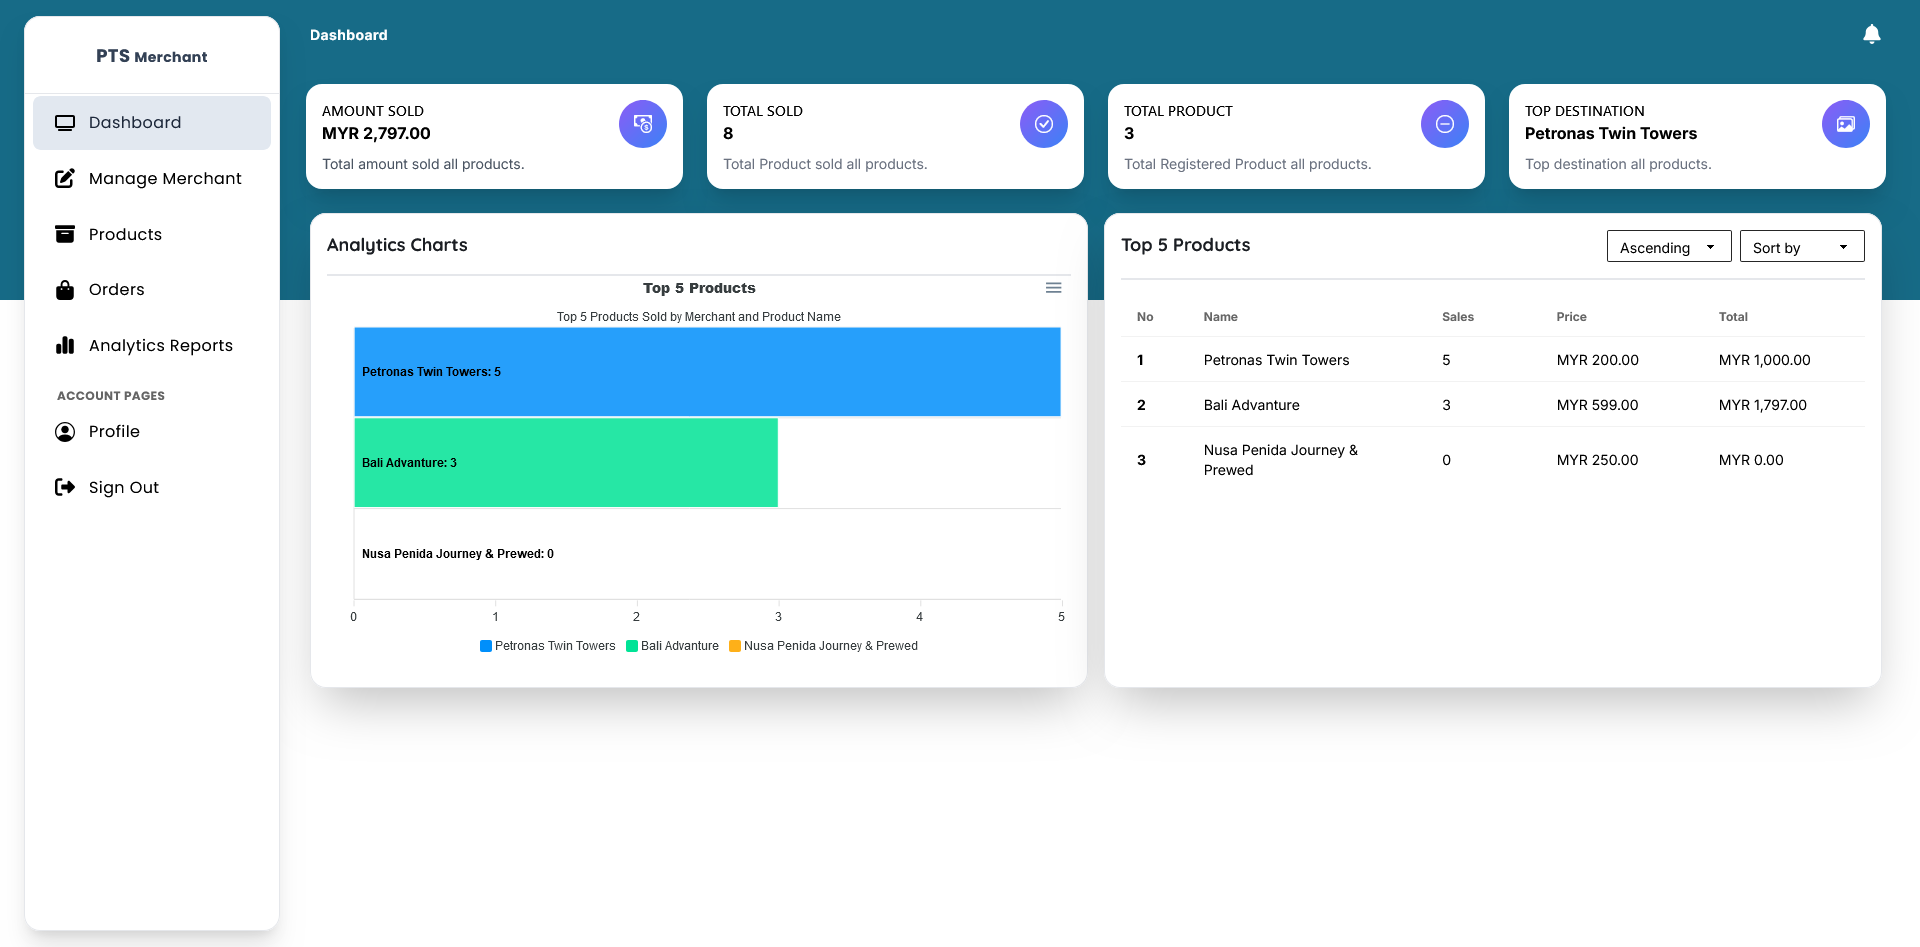 PTS Merchant
Dashboard
Manage Merchant
Products
Orders
Analytics Reports
ACCOUNT PAGES
Profile
Sign Out
Dashboard
AMOUNT SOLD
MYR 2,797.00
Total amount sold all products.
TOTAL SOLD
8
Total Product sold all products.
TOTAL PRODUCT
3
Total Registered Product all products.
TOP DESTINATION
Petronas Twin Towers
Top destination all products.
Analytics Charts
Top 5 Products
Top 5 Products Sold by Merchant and Product Name
Petronas Twin Towers: 5
Bali Advanture: 3
Nusa Penida Journey & Prewed: 0
0 1 2 3 4 5
Petronas Twin Towers Bali Advanture Nusa Penida Journey & Prewed
Top 5 Products
Ascending Sort by
No Name Sales Price Total
1 Petronas Twin Towers 5 MYR 200.00 MYR 1,000.00
2 Bali Advanture 3 MYR 599.00 MYR 1,797.00
3 Nusa Penida Journey & Prewed 0 MYR 250.00 MYR 0.00